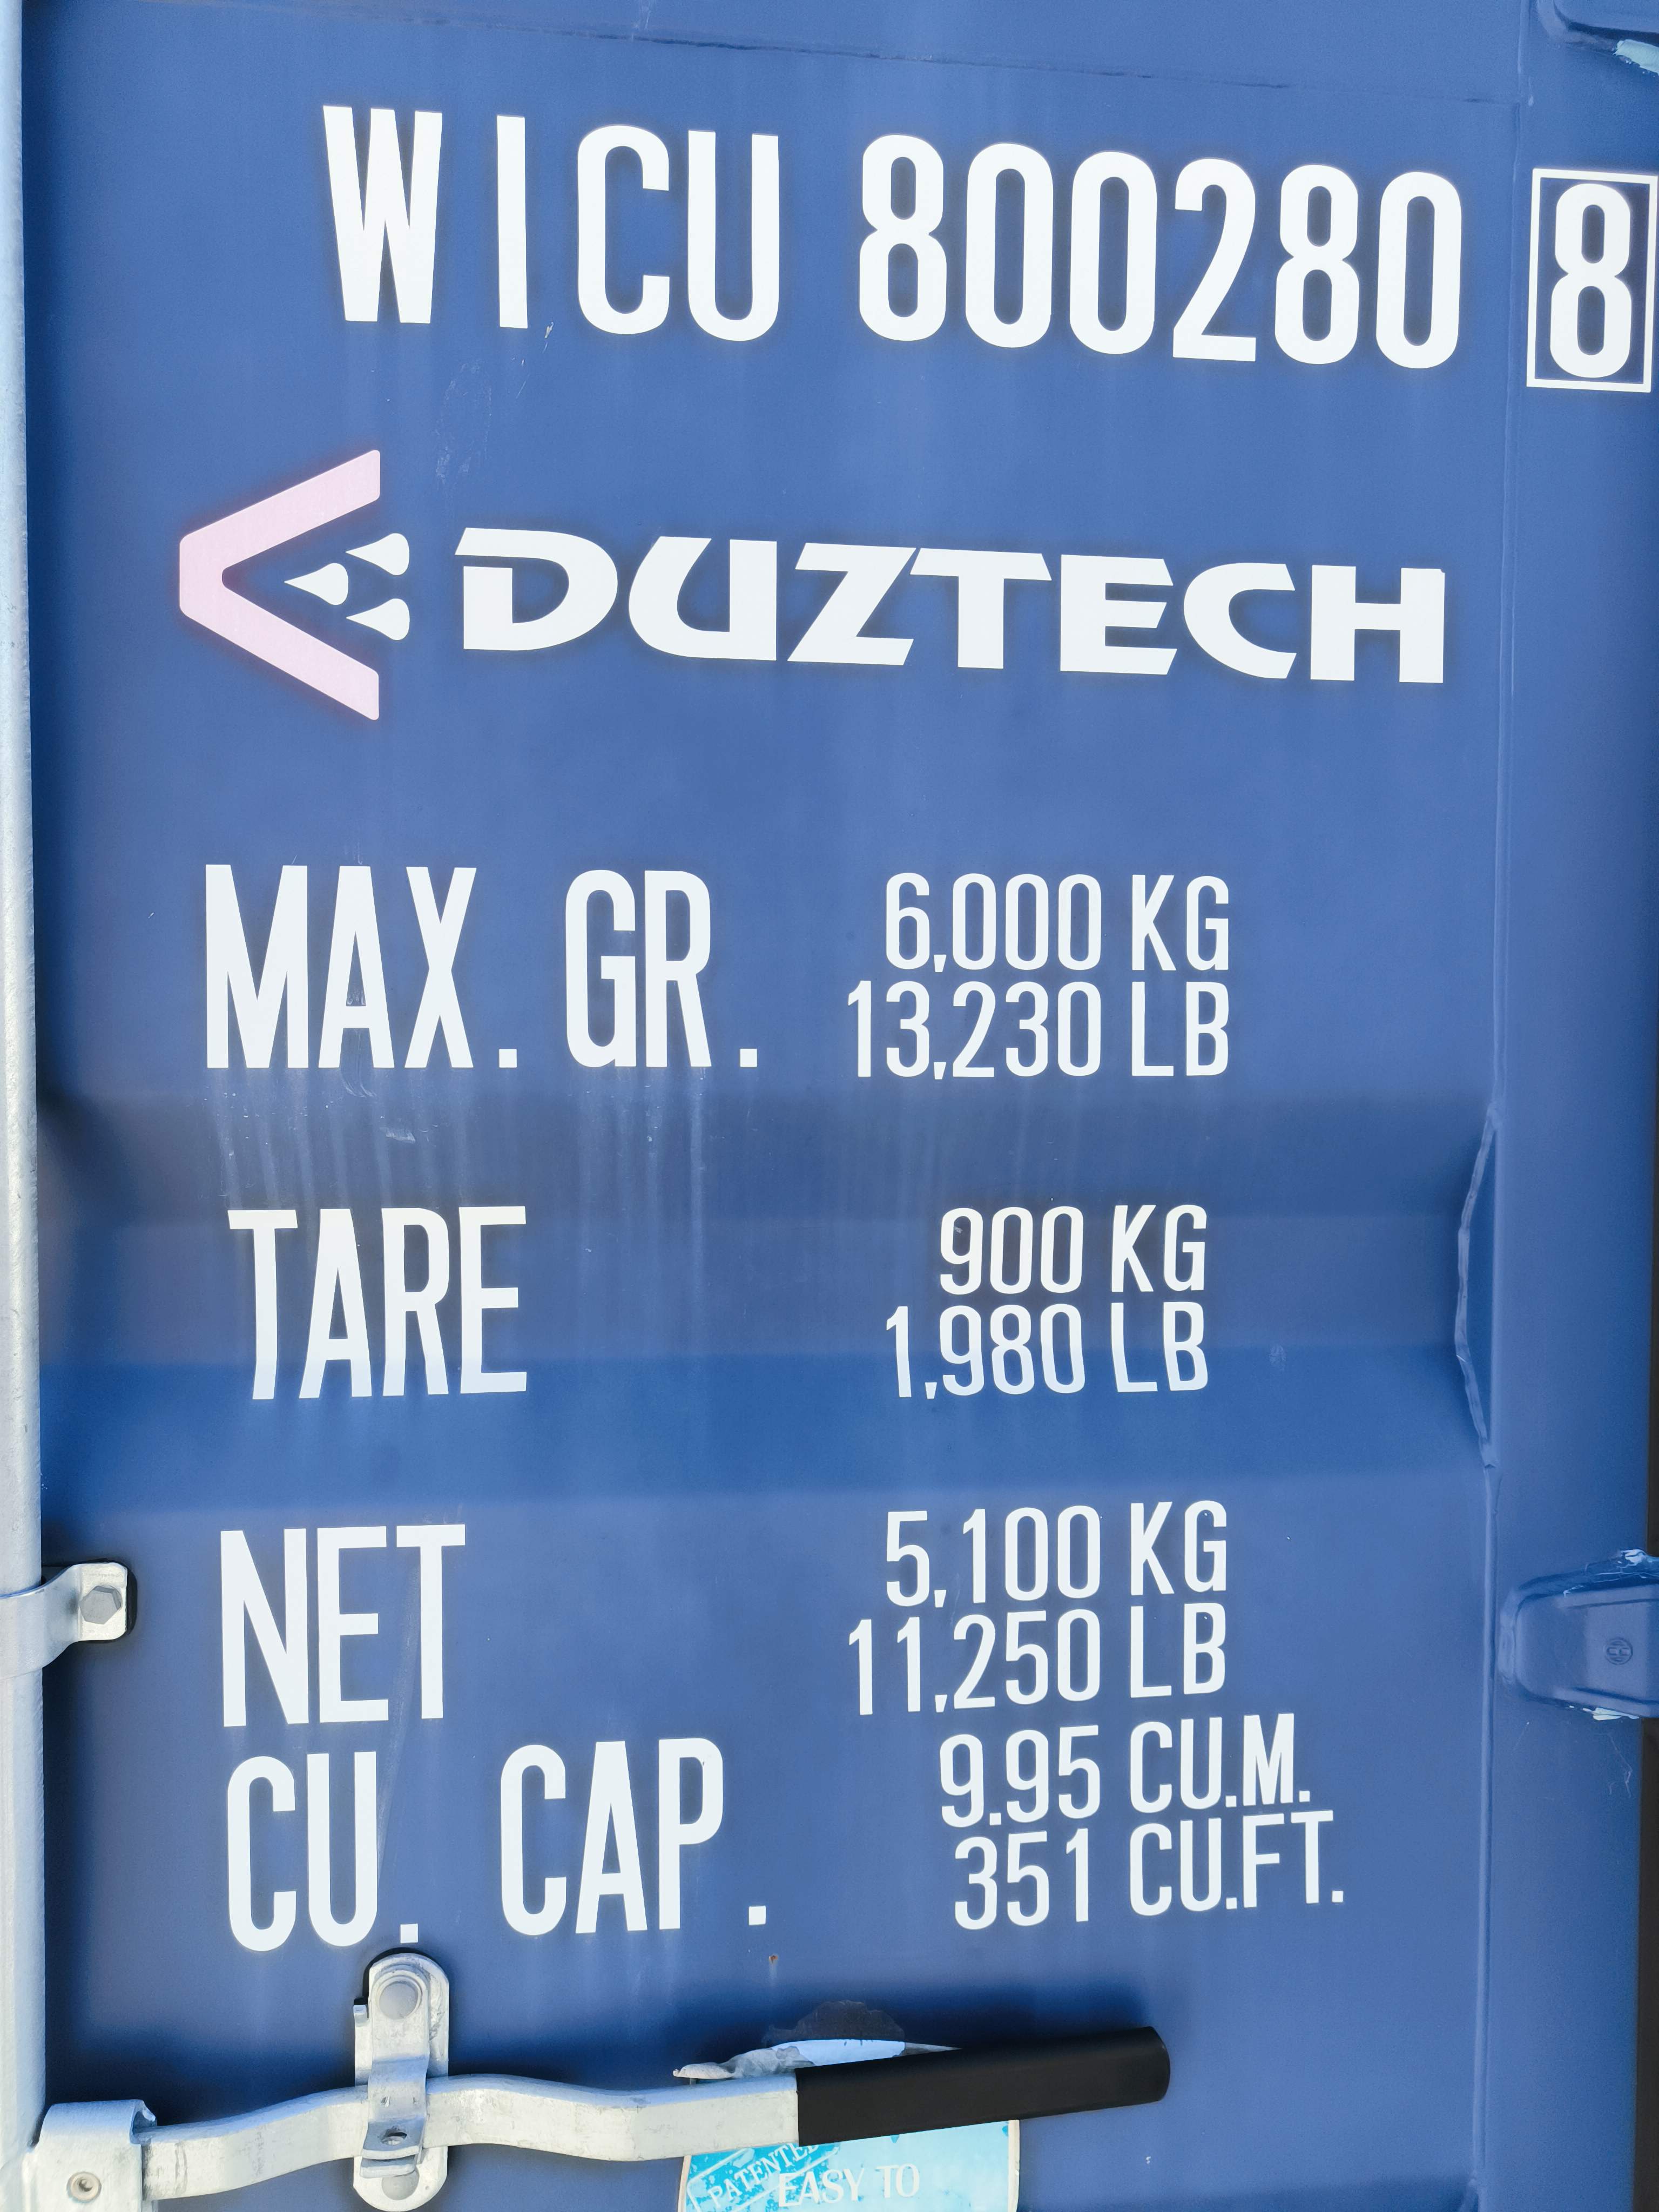 WICU 800280 8
DUZTECH
MAX. GR. 6,000 KG
13,230 LB
TARE 900 KG
1,980 LB
NET 5,100 KG
11,250 LB
CU. CAP. 9.95 CU.M.
351 CU.FT.
PATENTED
EASY TO